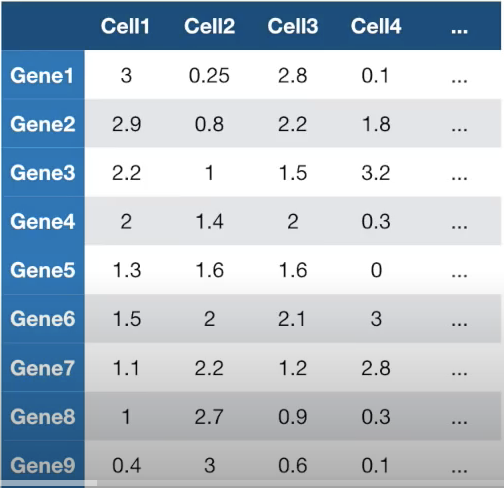 Cell1 Cell2 Cell3 Cell4 ...
Gene1 3 0.25 2.8 0.1 ...
Gene2 2.9 0.8 2.2 1.8 ...
Gene3 2.2 1 1.5 3.2 ...
Gene4 2 1.4 2 0.3 ...
Gene5 1.3 1.6 1.6 0 ...
Gene6 1.5 2 2.1 3 ...
Gene7 1.1 2.2 1.2 2.8 ...
Gene8 1 2.7 0.9 0.3 ...
Gene9 0.4 3 0.6 0.1 ...